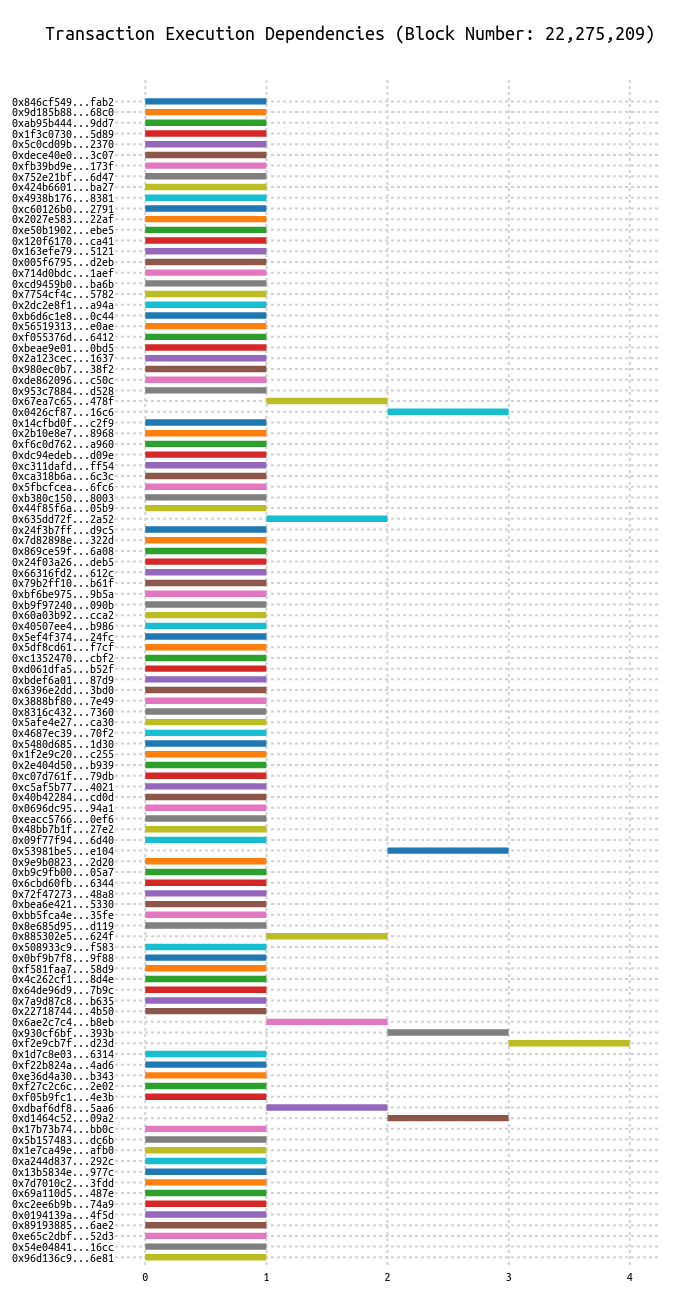 Transaction Execution Dependencies (Block Number: 22,275,209)
0x846cf549...fab2
0x9d185b88...68c0
0xab95b444...9dd7
0x1f3c0730...5d89
0x5c0cd09b...2370
0xdece40e0...3c07
0xfb39bd9e...173f
0x752e21bf...6d47
0x424b6601...ba27
0x4938b176...8381
0xc60126b0...2791
0x2027e583...22af
0xe50b1902...ebe5
0x120f6170...ca41
0x163efe79...5121
0x005f6795...d2eb
0x714d0bdc...1aef
0xcd9459b0...ba6b
0x7754cf4c...5782
0x2dc2e8f1...a94a
0xb6d6c1e8...0c44
0x56519313...e0ae
0xf055376d...6412
0xbeae9e01...0bd5
0x2a123cec...1637
0x980ec0b7...38f2
0xde862096...c50c
0x953c7884...d528
0x67ea7c65...478f
0x0426cf87...16c6
0x14cfbd0f...c2f9
0x2b10e8e7...8968
0xf6c0d762...a960
0xdc94edeb...d09e
0xc311dafd...ff54
0xca318b6a...6c3c
0x5fbcfcea...6fc6
0xb380c150...8003
0x44f85f6a...05b9
0x635dd72f...2a52
0x24f3b7ff...d9c5
0x7d82898e...322d
0x869ce59f...6a08
0x24f03a26...deb5
0x66316fd2...612c
0x79b2ff10...b61f
0xbf6be975...9b5a
0xb9f97240...090b
0x60a03b92...cca2
0x40507ee4...b986
0x5ef4f374...24fc
0x5df8cd61...f7cf
0xc1352470...cbf2
0xd061dfa5...b52f
0xbdef6a01...87d9
0x6396e2dd...3bd0
0x3888bf80...7e49
0x8316c432...7360
0x5afe4e27...ca30
0x4687ec39...70f2
0x5480d685...1d30
0x1f2e9c20...c255
0x2e404d50...b939
0xc07d761f...79db
0xc5af5b77...4021
0x40b42284...cd0d
0x0696dc95...94a1
0xeacc5766...0ef6
0x48bb7b1f...27e2
0x09f77f94...6d40
0x53981be5...e104
0x9e9b0823...2d20
0xb9c9fb00...05a7
0x6cbd60fb...6344
0x72f47273...48a8
0xbea6e421...5330
0xbb5fca4e...35fe
0x8e685d95...d119
0x885302e5...624f
0x508933c9...f583
0x0bf9b7f8...9f88
0xf581faa7...58d9
0x4c262cf1...8d4e
0x64de96d9...7b9c
0x7a9d87c8...b635
0x22718744...4b50
0x6ae2c7c4...b8eb
0x930cf6bf...393b
0xf2e9cb7f...d23d
0x1d7c8e03...6314
0xf22b824a...4ad6
0xe36d4a30...b343
0xf27c2c6c...2e02
0xf05b9fc1...4e3b
0xdbaf6df8...5aa6
0xd1464c52...09a2
0x17b73b74...bb0c
0x5b157483...dc6b
0x1e7ca49e...afb0
0xa244d837...292c
0x13b5834e...977c
0x7d7010c2...3fdd
0x69a110d5...487e
0xc2ee6b9b...74a9
0x0194139a...4f5d
0x89193885...6ae2
0xe65c2dbf...52d3
0x54e04841...16cc
0x96d136c9...6e81
0 1 2 3 4